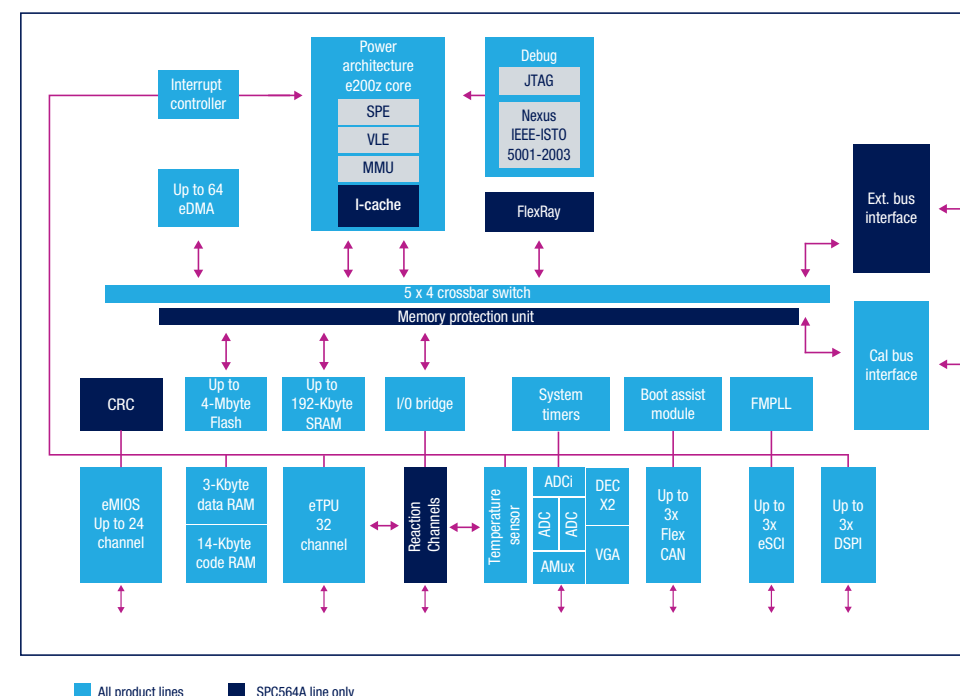 Power
architecture
e200z core
SPE
VLE
MMU
I-cache
Debug
JTAG
Nexus
IEEE-ISTO
5001-2003
Interrupt
controller
Up to 64
eDMA
FlexRay
Ext. bus
interface
5 x 4 crossbar switch
Memory protection unit
Cal bus
interface
CRC
Up to
4-Mbyte
Flash
Up to
192-Kbyte
SRAM
I/0 bridge
System
timers
Boot assist
module
FMPLL
eMIOS
Up to 24
channel
3-Kbyte
data RAM
14-Kbyte
code RAM
eTPU
32
channel
Reaction
Channels
Temperature
sensor
ADCi
ADC
ADC
AMux
DEC
X2
VGA
Up to
3x
Flex
CAN
Up to
3x
eSCI
Up to
3x
DSPI
All product lines
SPC564A line only